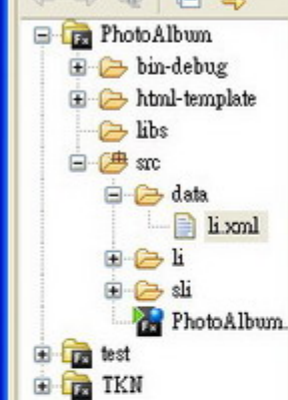 PhotoAlbum
bin-debug
html-template
libs
src
data
li.xml
li
sli
PhotoAlbum.
test
TKN